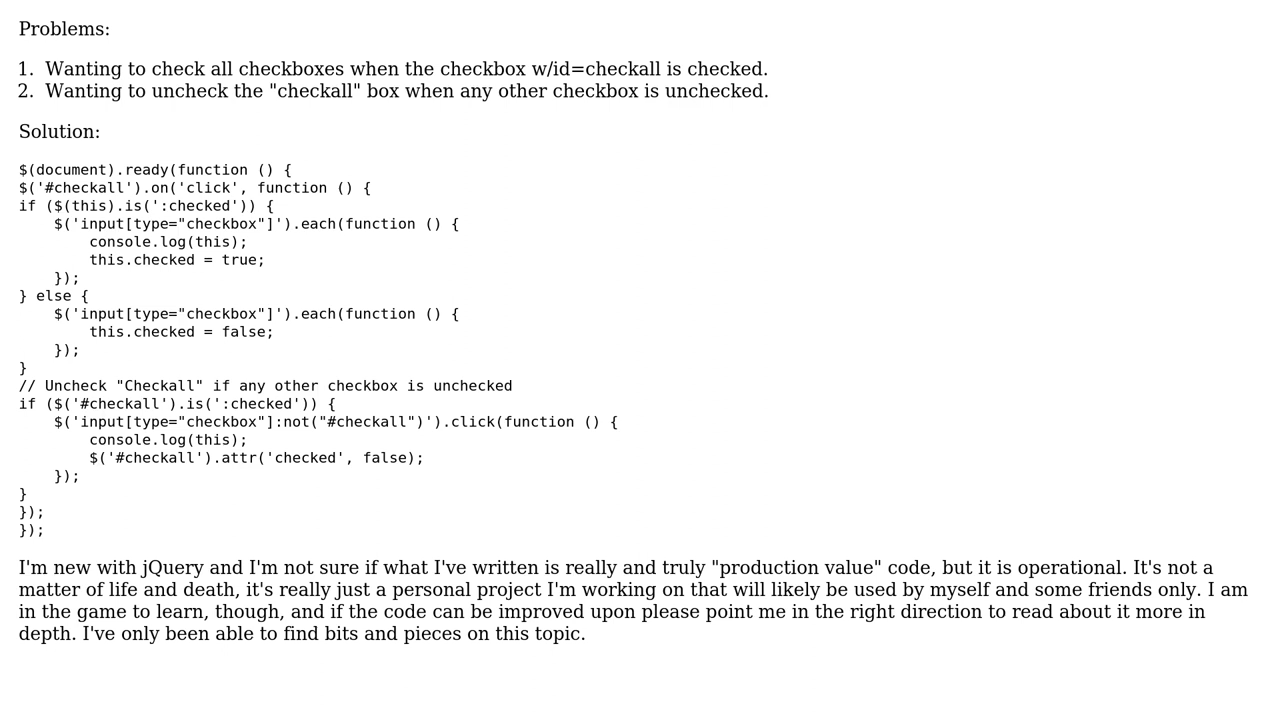 Problems:
1. Wanting to check all checkboxes when the checkbox w/id=checkall is checked.
2. Wanting to uncheck the "checkall" box when any other checkbox is unchecked.
Solution:
$(document).ready(function () {
$('#checkall').on('click', function () {
if ($(this).is(':checked')) {
    $('input[type="checkbox"]').each(function () {
        console.log(this);
        this.checked = true;
    });
} else {
    $('input[type="checkbox"]').each(function () {
        this.checked = false;
    });
}
// Uncheck "Checkall" if any other checkbox is unchecked
if ($('#checkall').is(':checked')) {
    $('input[type="checkbox"]:not("#checkall")').click(function () {
        console.log(this);
        $('#checkall').attr('checked', false);
    });
}
});
});
I'm new with jQuery and I'm not sure if what I've written is really and truly "production value" code, but it is operational. It's not a
matter of life and death, it's really just a personal project I'm working on that will likely be used by myself and some friends only. I am
in the game to learn, though, and if the code can be improved upon please point me in the right direction to read about it more in
depth. I've only been able to find bits and pieces on this topic.